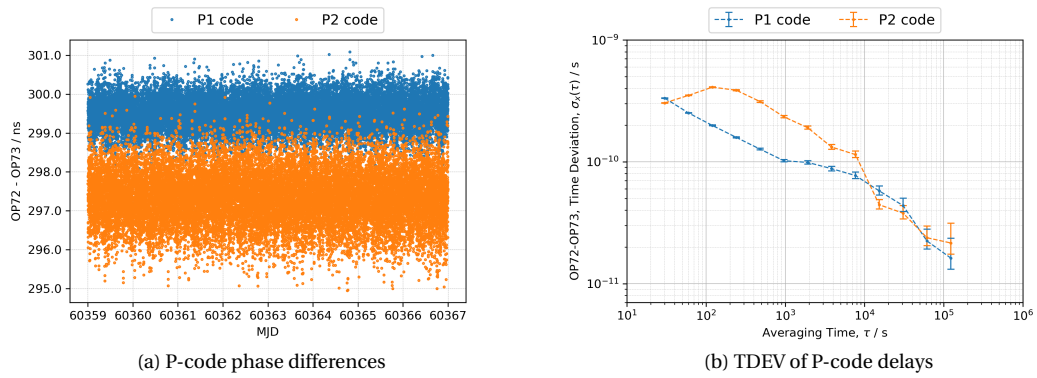 P1 code P2 code
301.0
300.0
299.0
298.0
297.0
296.0
295.0
OP72 - OP73 / ns
60359 60360 60361 60362 60363 60364 60365 60366 60367
MJD
(a) P-code phase differences
P1 code P2 code
10⁻⁹
10⁻¹⁰
10⁻¹¹
OP72-OP73, Time Deviation, σₓ(τ) / s
10¹ 10² 10³ 10⁴ 10⁵ 10⁶
Averaging Time, τ / s
(b) TDEV of P-code delays